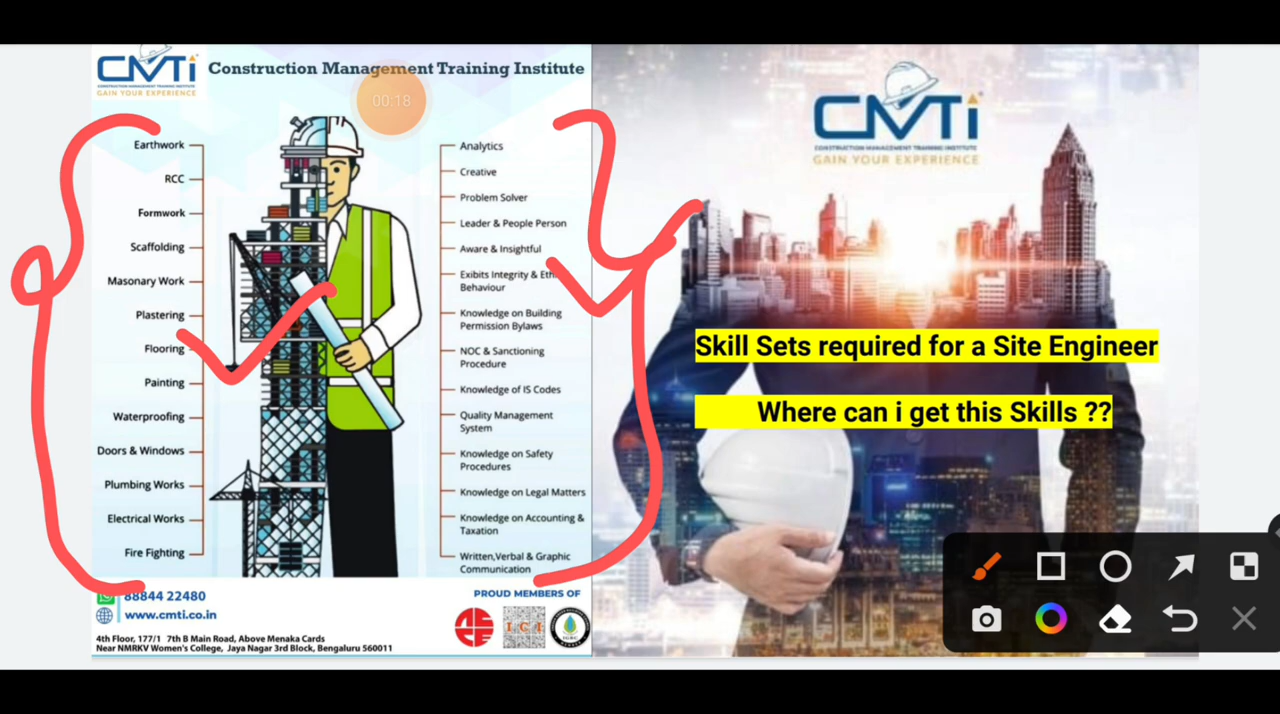 CMTi
CONSTRUCTION MANAGEMENT TRAINING INSTITUTE
GAIN YOUR EXPERIENCE
Construction Management Training Institute
00:18
Earthwork
RCC
Formwork
Scaffolding
Masonary Work
Plastering
Flooring
Painting
Waterproofing
Doors & Windows
Plumbing Works
Electrical Works
Fire Fighting
Analytics
Creative
Problem Solver
Leader & People Person
Aware & Insightful
Exibits Integrity &
Behaviour
Knowledge on Building
Permission Bylaws
NOC & Sanctioning
Procedure
Knowledge of IS Codes
Quality Management
System
Knowledge on Safety
Procedures
Knowledge on Legal Matters
Knowledge on Accounting &
Taxation
Written,Verbal & Graphic
Communication
88844 22480
www.cmti.co.in
4th Floor, 177/1 7th B Main Road, Above Menaka Cards
Near NMRKV Women's College, Jaya Nagar 3rd Block, Bengaluru 560011
PROUD MEMBERS OF
CMTi
CONSTRUCTION MANAGEMENT TRAINING INSTITUTE
GAIN YOUR EXPERIENCE
Skill Sets required for a Site Engineer
Where can i get this Skills ??